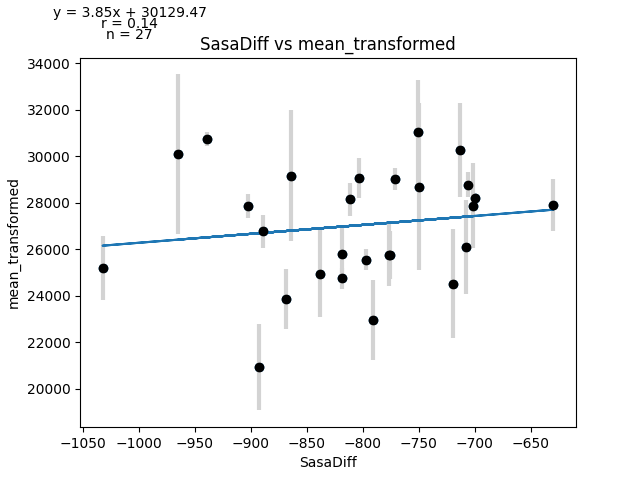 y = 3.85x + 30129.47
r = 0.14
n = 27
SasaDiff vs mean_transformed
34000
32000
30000
28000
26000
24000
22000
20000
mean_transformed
−1050 −1000 −950 −900 −850 −800 −750 −700 −650
SasaDiff